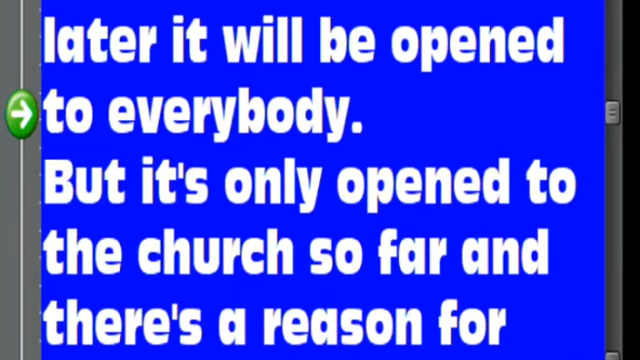 later it will be opened
to everybody.
But it's only opened to
the church so far and
there's a reason for